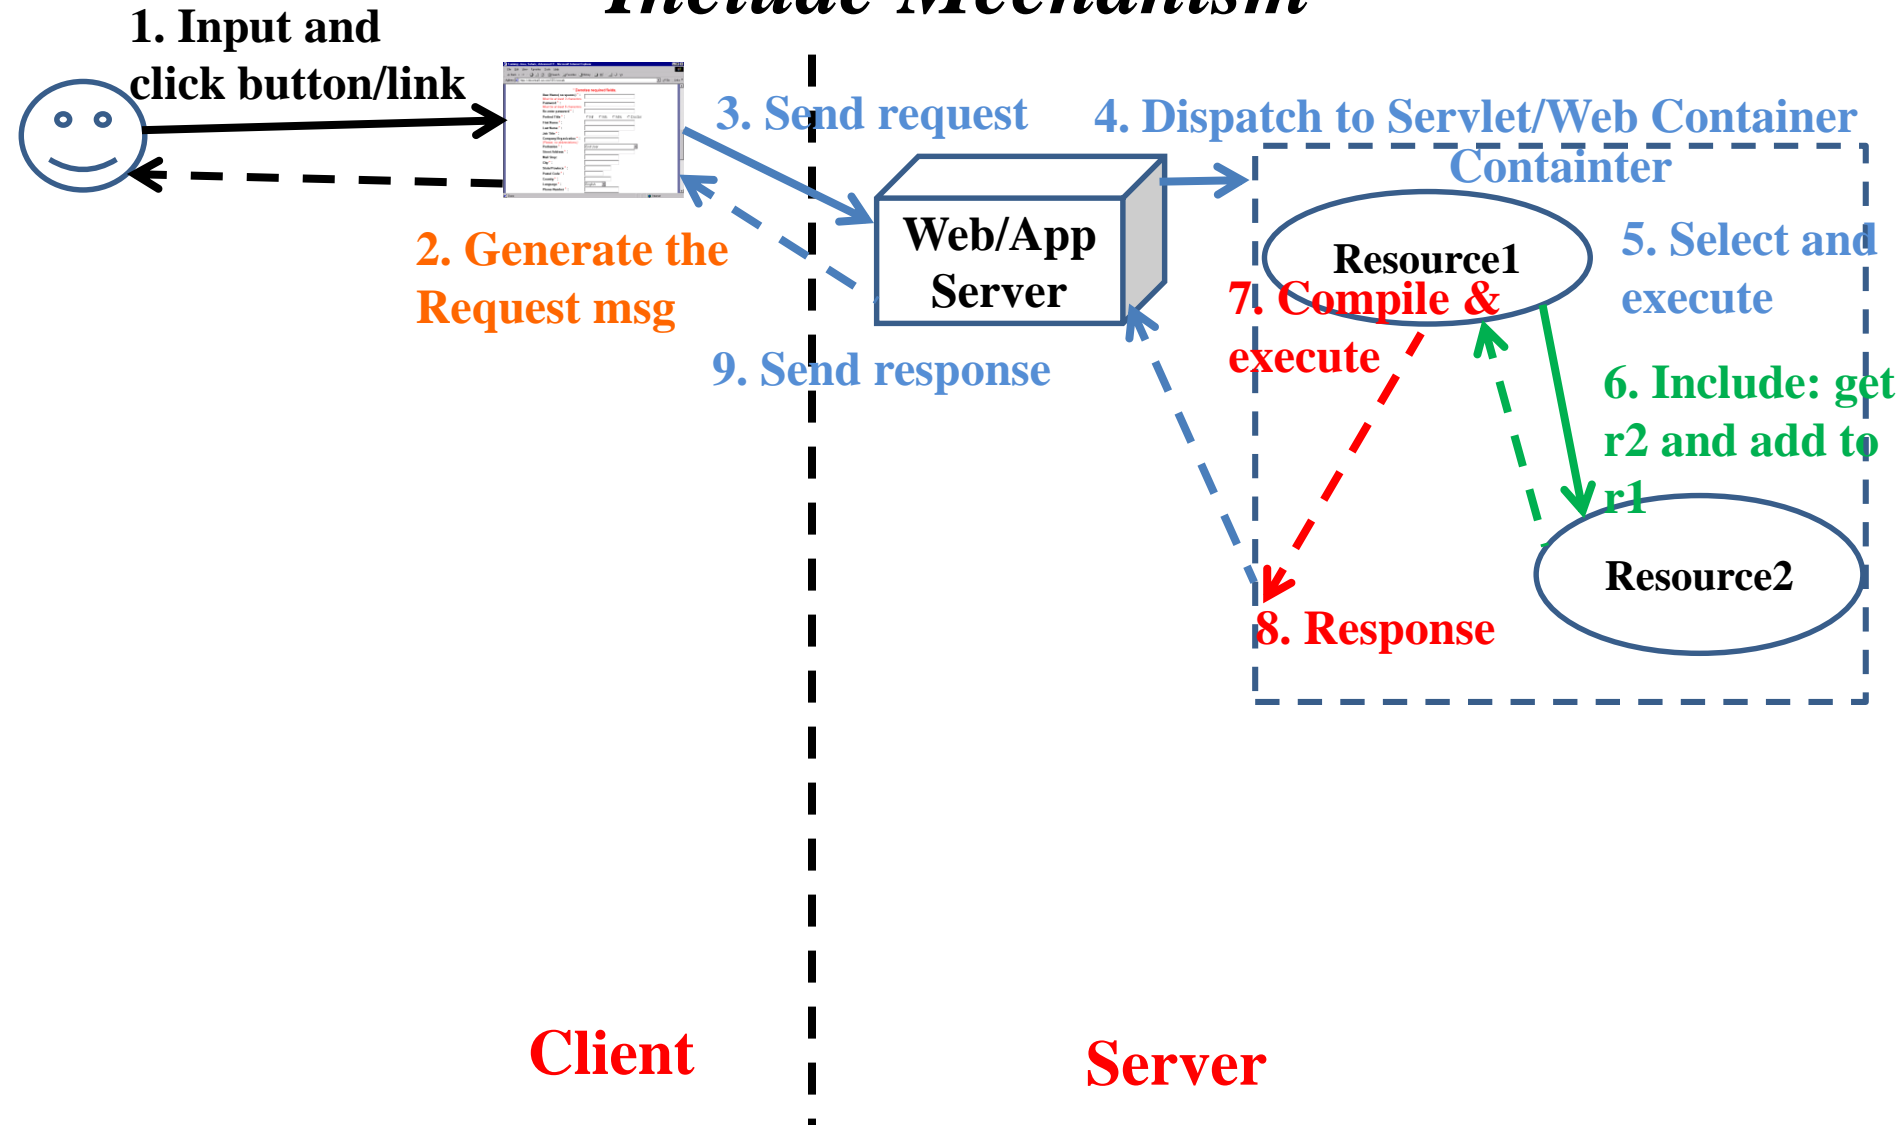 Include Mechanism
1. Input and
click button/link
3. Send request
4. Dispatch to Servlet/Web Container
Containter
Web/App
Server
Resource1
5. Select and
execute
2. Generate the
Request msg
7. Compile &
execute
9. Send response
6. Include: get
r2 and add to
r1
Resource2
8. Response
Client
Server